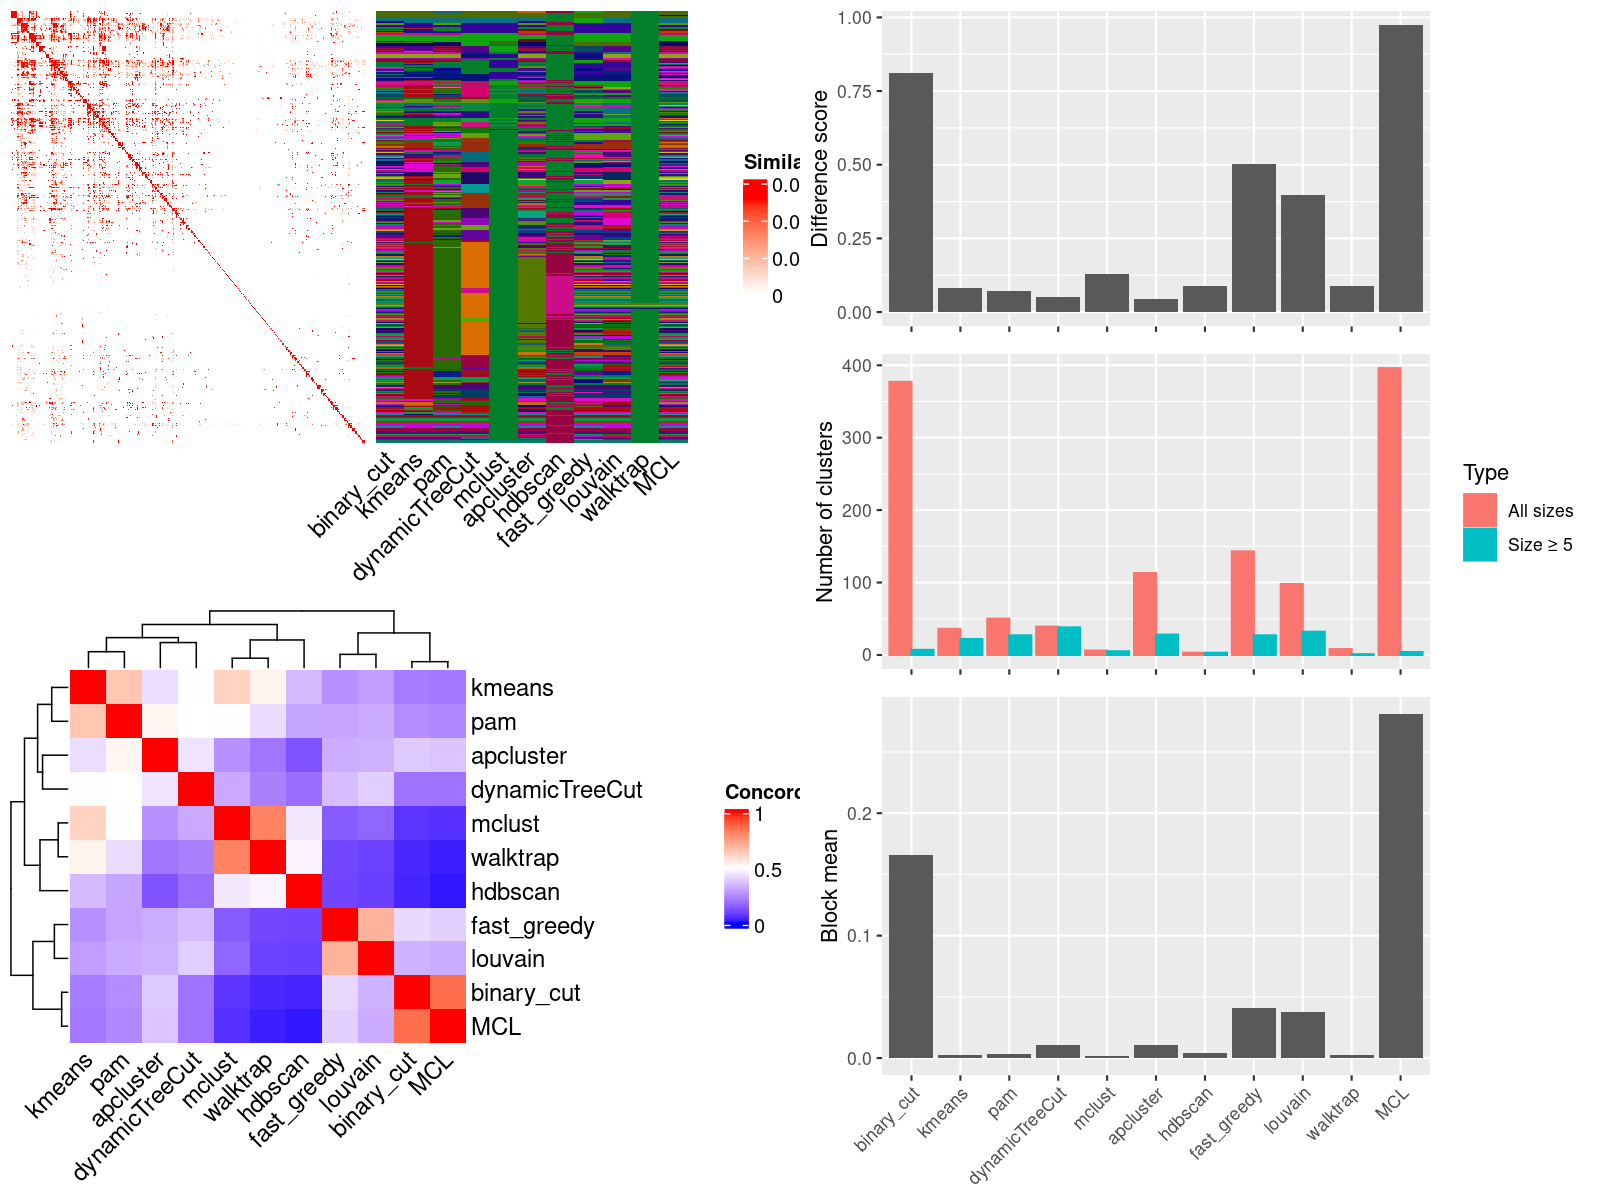 Simila
0.0
0.0
0.0
0
binary_cut
kmeans
pam
dynamicTreeCut
mclust
apcluster
hdbscan
fast_greedy
louvain
walktrap
MCL
kmeans
pam
apcluster
dynamicTreeCut
mclust
walktrap
hdbscan
fast_greedy
louvain
binary_cut
MCL
kmeans
pam
apcluster
dynamicTreeCut
mclust
walktrap
hdbscan
fast_greedy
louvain
binary_cut
MCL
Concord
1
0.5
0
Difference score
1.00
0.75
0.50
0.25
0.00
Number of clusters
400
300
200
100
0
Type
All sizes
Size ≥ 5
Block mean
0.2
0.1
0.0
binary_cut
kmeans
pam
dynamicTreeCut
mclust
apcluster
hdbscan
fast_greedy
louvain
walktrap
MCL